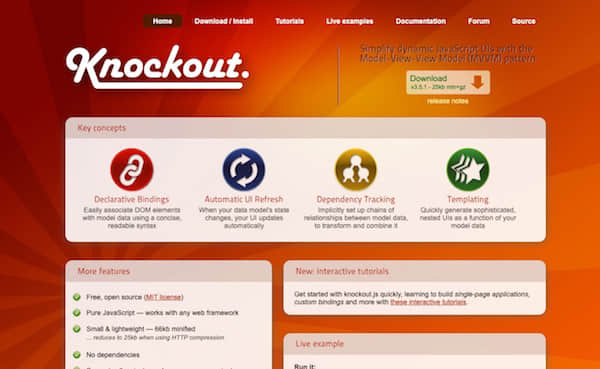 Home Download / Install Tutorials Live examples Documentation Forum Source
Knockout.
Simplify dynamic JavaScript UIs with the
Model-View-View Model (MVVM) pattern
Download
v3.5.1 - 25kb min+gz
release notes
Key concepts
Declarative Bindings
Easily associate DOM elements
with model data using a concise,
readable syntax
Automatic UI Refresh
When your data model's state
changes, your UI updates
automatically
Dependency Tracking
Implicitly set up chains of
relationships between model data,
to transform and combine it
Templating
Quickly generate sophisticated,
nested UIs as a function of your
model data
More features
Free, open source (MIT license)
Pure JavaScript — works with any web framework
Small & lightweight — 66kb minified
... reduces to 25kb when using HTTP compression
No dependencies
New: Interactive tutorials
Get started with knockout.js quickly, learning to build single-page applications,
custom bindings and more with these interactive tutorials.
Live example
Run it: